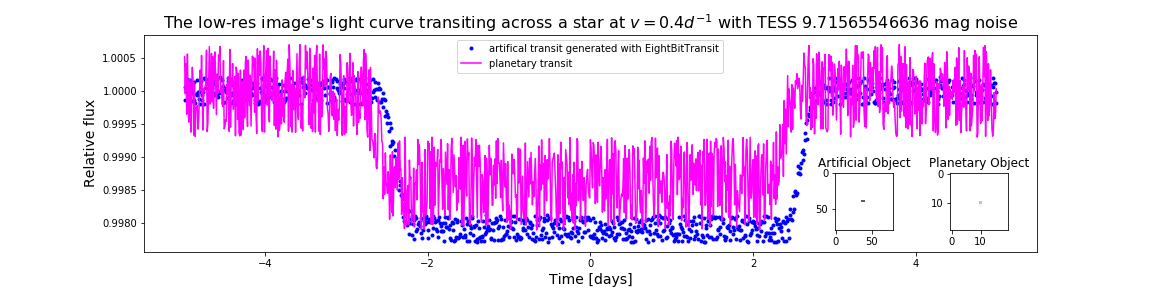 The low-res image's light curve transiting across a star at v = 0.4d⁻¹ with TESS 9.71565546636 mag noise
artifical transit generated with EightBitTransit
planetary transit
Relative flux
1.0005
1.0000
0.9995
0.9990
0.9985
0.9980
Artificial Object
0
50
0
50
Planetary Object
0
10
0
10
−4
−2
0
2
4
Time [days]